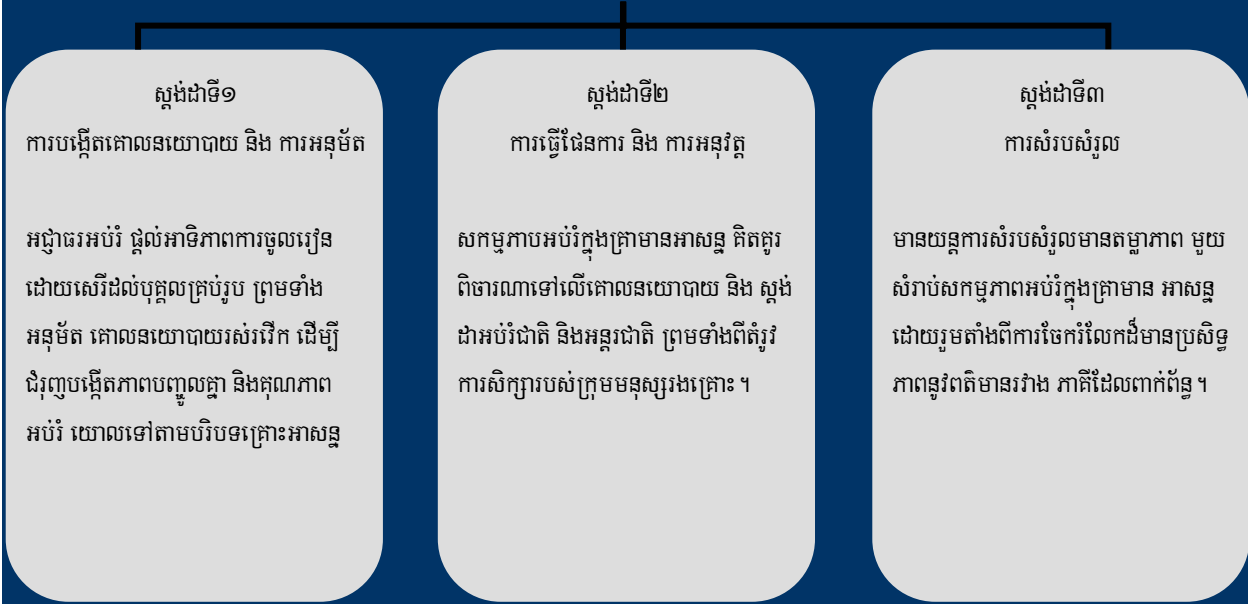 ស្តង់ដាទី១
ការបង្កើតគោលនយោបាយ និង ការអនុម័ត
អជ្ញាធរអប់រំ ផ្តល់អាទិភាពការចូលរៀន
ដោយសេរីដល់បុគ្គលគ្រប់រូប ព្រមទាំង
អនុម័ត គោលនយោបាយរស់រវើក ដើម្បី
ជំរុញបង្កើតភាពបញ្ចូលគ្នា និងគុណភាព
អប់រំ យោលទៅតាមបរិបទគ្រោះអាសន្ន
ស្តង់ដាទី២
ការធ្វើផែនការ និង ការអនុវត្ត
សកម្មភាបអប់រំក្នុងគ្រាមានអាសន្ន គិតគូរ
ពិចារណាទៅលើគោលនយោបាយ និង ស្តង់
ដាអប់រំជាតិ និងអន្តរជាតិ ព្រមទាំងពីតំរូវ
ការសិក្សារបស់ក្រុមមនុស្សរងគ្រោះ ។
ស្តង់ដាទី៣
ការសំរបសំរួល
មានយន្តការសំរបសំរួលមានតម្លាភាព មួយ
សំរាប់សកម្មភាពអប់រំក្នុងគ្រាមាន អាសន្ន
ដោយរួមតាំងពីការចែករំលែកដ៏មានប្រសិទ្ធ
ភាពនូវពត៌មានរវាង ភាគីដែលពាក់ព័ន្ធ ។